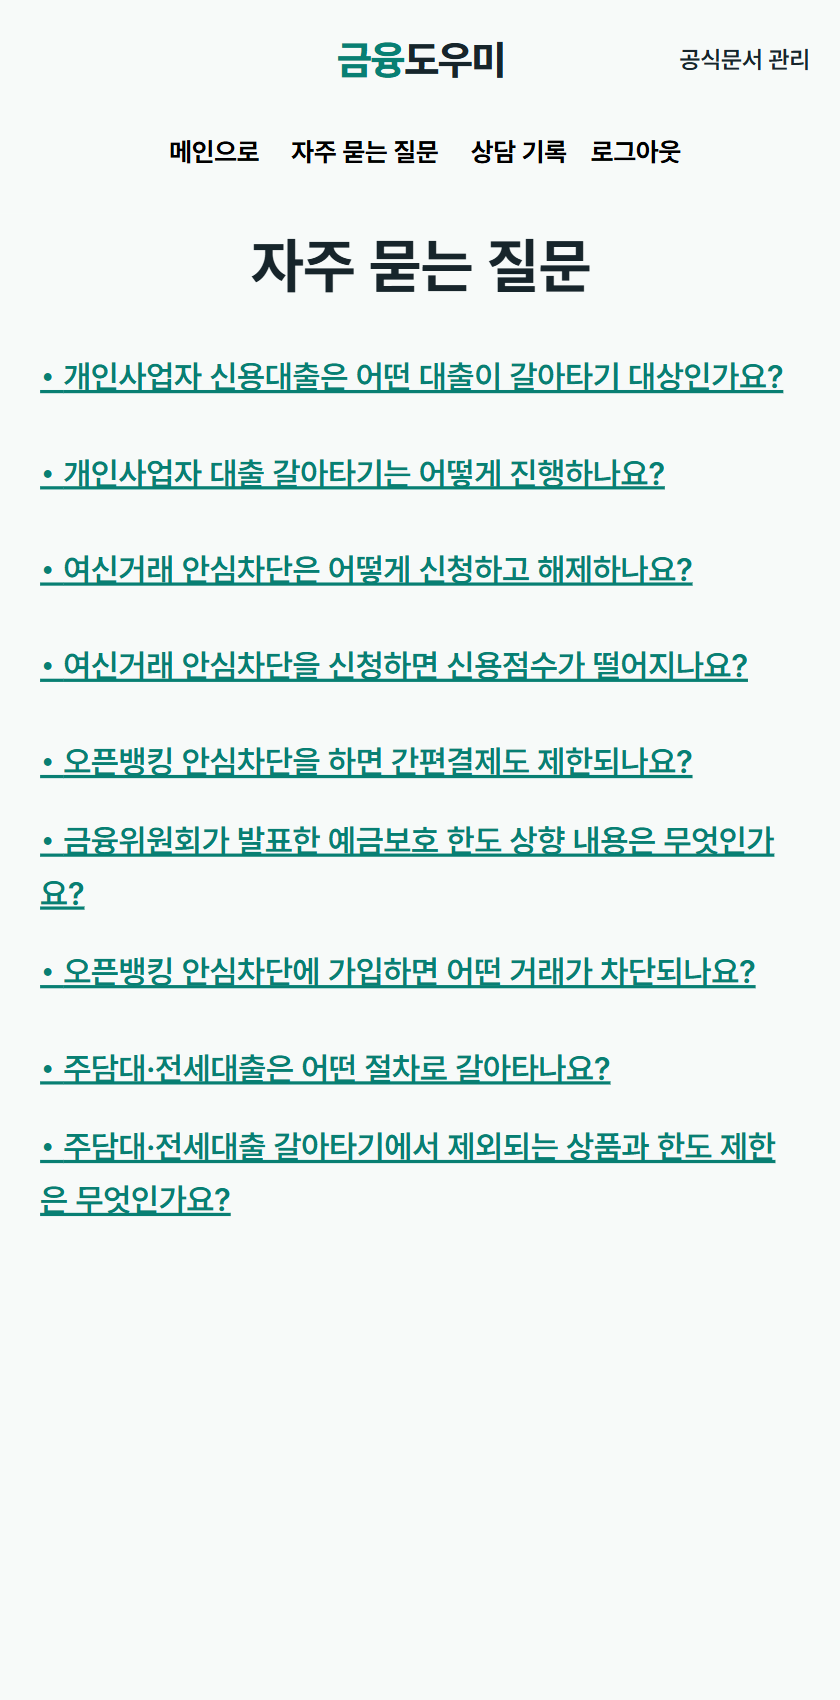 금융도우미
공식문서 관리
메인으로 자주 묻는 질문 상담 기록 로그아웃
자주 묻는 질문
• 개인사업자 신용대출은 어떤 대출이 갈아타기 대상인가요?
• 개인사업자 대출 갈아타기는 어떻게 진행하나요?
• 여신거래 안심차단은 어떻게 신청하고 해제하나요?
• 여신거래 안심차단을 신청하면 신용점수가 떨어지나요?
• 오픈뱅킹 안심차단을 하면 간편결제도 제한되나요?
• 금융위원회가 발표한 예금보호 한도 상향 내용은 무엇인가
요?
• 오픈뱅킹 안심차단에 가입하면 어떤 거래가 차단되나요?
• 주담대·전세대출은 어떤 절차로 갈아타나요?
• 주담대·전세대출 갈아타기에서 제외되는 상품과 한도 제한
은 무엇인가요?